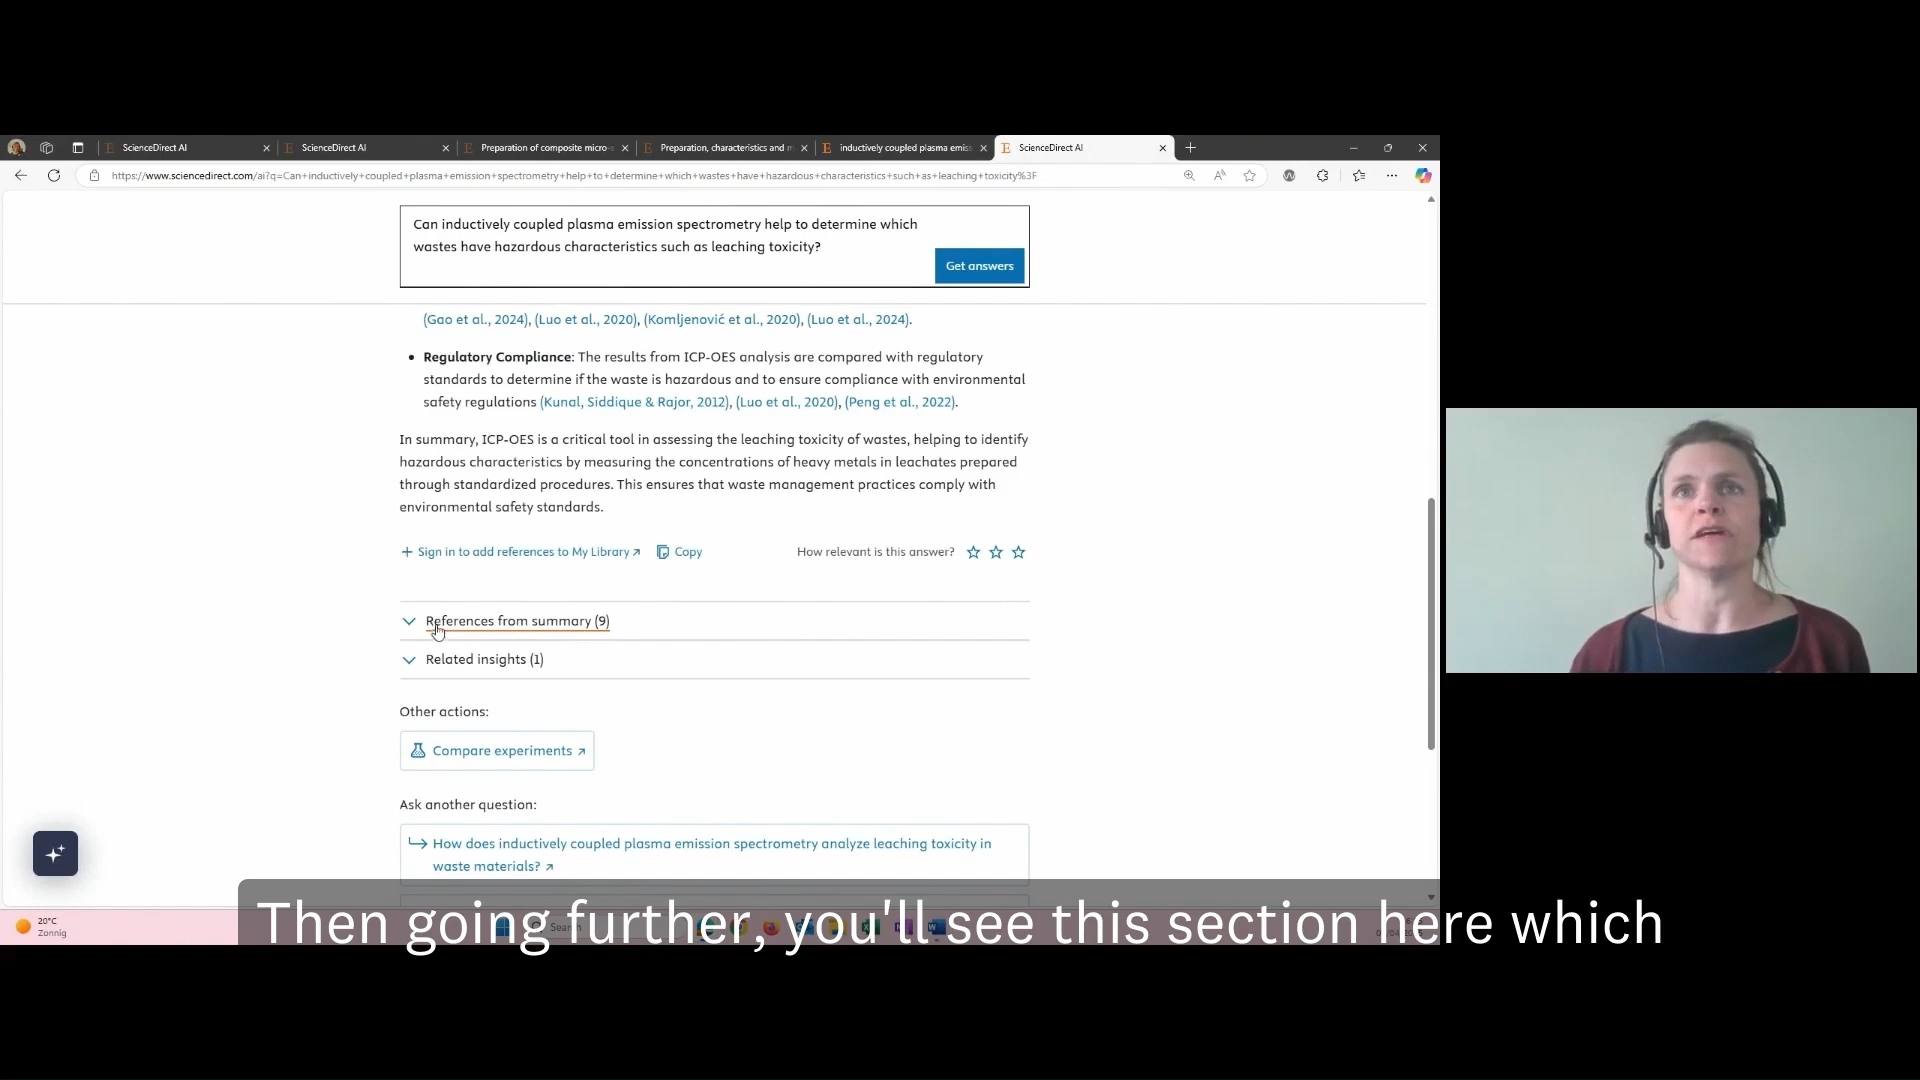 ScienceDirect AI
ScienceDirect AI
Preparation of composite micro-s
Preparation, characteristics and m
inductively coupled plasma emiss
ScienceDirect AI
https://www.sciencedirect.com/ai?q=Can+inductively+coupled+plasma+emission+spectrometry+help+to+determine+which+wastes+have+hazardous+characteristics+such+as+leaching+toxicity%3F
Can inductively coupled plasma emission spectrometry help to determine which
wastes have hazardous characteristics such as leaching toxicity?
Get answers
(Gao et al., 2024), (Luo et al., 2020), (Komljenović et al., 2020), (Luo et al., 2024).
• Regulatory Compliance: The results from ICP-OES analysis are compared with regulatory
standards to determine if the waste is hazardous and to ensure compliance with environmental
safety regulations (Kunal, Siddique & Rajor, 2012), (Luo et al., 2020), (Peng et al., 2022).
In summary, ICP-OES is a critical tool in assessing the leaching toxicity of wastes, helping to identify
hazardous characteristics by measuring the concentrations of heavy metals in leachates prepared
through standardized procedures. This ensures that waste management practices comply with
environmental safety standards.
+ Sign in to add references to My Library
Copy
How relevant is this answer?
References from summary (9)
Related insights (1)
Other actions:
Compare experiments
Ask another question:
How does inductively coupled plasma emission spectrometry analyze leaching toxicity in
waste materials?
20°C
Zonnig
Search
Then going further, you'll see this section here which